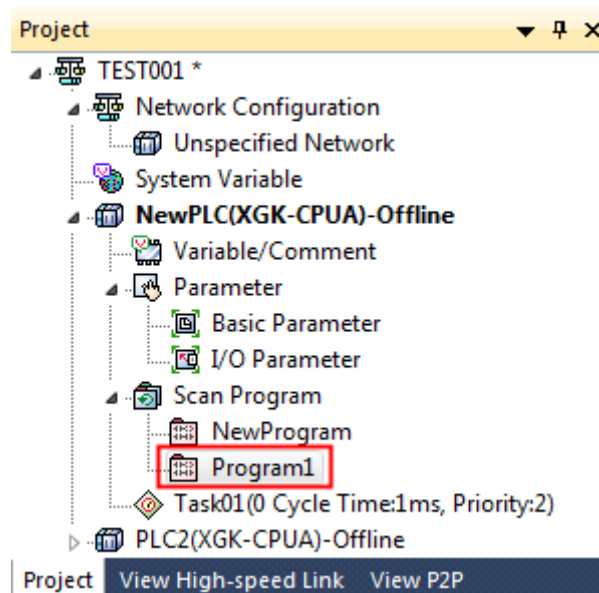 Project
TEST001 *
Network Configuration
Unspecified Network
System Variable
NewPLC(XGK-CPUA)-Offline
Variable/Comment
Parameter
Basic Parameter
I/O Parameter
Scan Program
NewProgram
Program1
Task01(0 Cycle Time:1ms, Priority:2)
PLC2(XGK-CPUA)-Offline
Project View High-speed Link View P2P